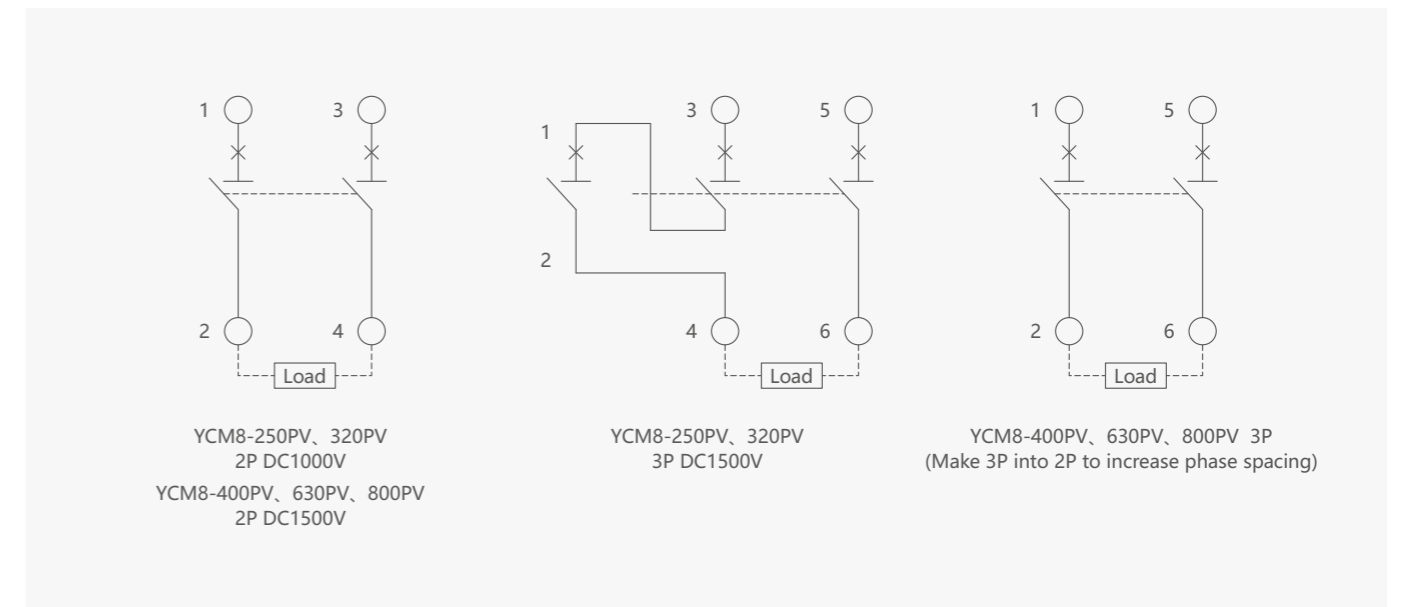 1 3
2 4
Load
YCM8-250PV、320PV
2P DC1000V
YCM8-400PV、630PV、800PV
2P DC1500V
3 5
1
2
4 6
Load
YCM8-250PV、320PV
3P DC1500V
1 5
2 6
Load
YCM8-400PV、630PV、800PV 3P
(Make 3P into 2P to increase phase spacing)